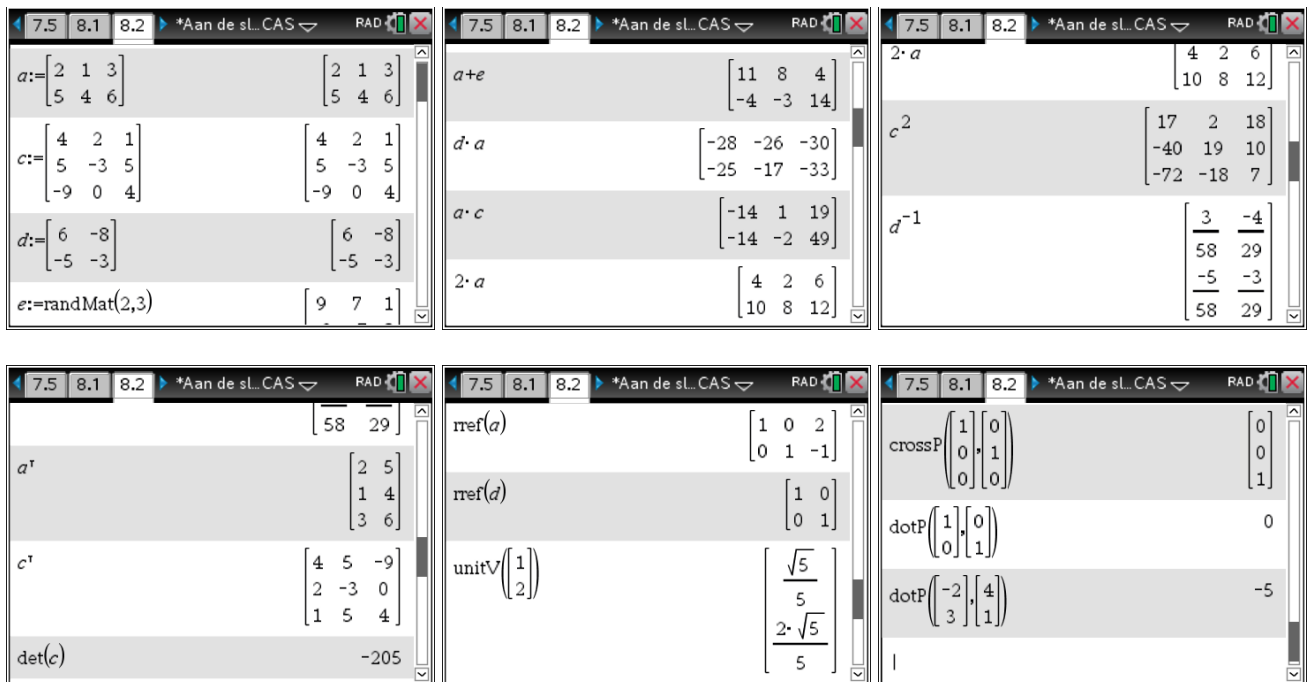 7.5 8.1 8.2 *Aan de sl…CAS RAD
a:=[2 1 3; 5 4 6] [2 1 3; 5 4 6]
c:=[4 2 1; 5 -3 5; -9 0 4] [4 2 1; 5 -3 5; -9 0 4]
d:=[6 -8; -5 -3] [6 -8; -5 -3]
e:=randMat(2,3) [9 7 1
7.5 8.1 8.2 *Aan de sl…CAS RAD
a+e [11 8 4; -4 -3 14]
d·a [-28 -26 -30; -25 -17 -33]
a·c [-14 1 19; -14 -2 49]
2·a [4 2 6; 10 8 12]
7.5 8.1 8.2 *Aan de sl…CAS RAD
2·a [4 2 6; 10 8 12]
c² [17 2 18; -40 19 10; -72 -18 7]
d⁻¹ [3/58 -4/29; -5/58 -3/29]
7.5 8.1 8.2 *Aan de sl…CAS RAD
58 29
aᵀ [2 5; 1 4; 3 6]
cᵀ [4 5 -9; 2 -3 0; 1 5 4]
det(c) -205
7.5 8.1 8.2 *Aan de sl…CAS RAD
rref(a) [1 0 2; 0 1 -1]
rref(d) [1 0; 0 1]
unitV([1; 2]) [√5/5; 2·√5/5]
7.5 8.1 8.2 *Aan de sl…CAS RAD
crossP([1; 0; 0],[0; 1; 0]) [0; 0; 1]
dotP([1; 0],[0; 1]) 0
dotP([-2; 3],[4; 1]) -5